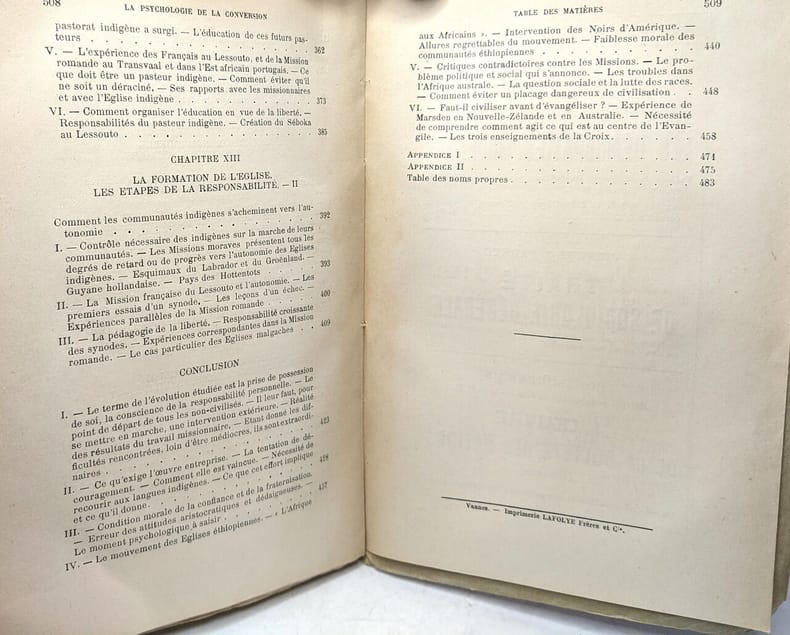 508
LA PSYCHOLOGIE DE LA CONVERSION
pastorat indigène a surgi. — L'éducation de ces futurs pas-
teurs . . . . . . . . . . . . . . . . . 362
V. — L'expérience des Français au Lessouto, et de la Mission
romande au Transvaal et dans l'Est africain portugais. — Ce
que doit être un pasteur indigène. — Comment éviter qu'il
ne soit un déraciné. — Ses rapports avec les missionnaires
et avec l'Eglise indigène . . . . . . . . . . . . 373
VI. — Comment organiser l'éducation en vue de la liberté. —
Responsabilités du pasteur indigène. — Création du Séboka
au Lessouto . . . . . . . . . . . . . . . 385
CHAPITRE XIII
LA FORMATION DE L'EGLISE.
LES ETAPES DE LA RESPONSABILITÉ. — II
Comment les communautés indigènes s'acheminent vers l'au-
tonomie . . . . . . . . . . . . . . . . 392
I. — Contrôle nécessaire des indigènes sur la marche de leurs
communautés. — Les Missions moraves présentent tous les
degrés de retard ou de progrès vers l'autonomie des Eglises
indigènes. — Esquimaux du Labrador et du Groënland. —
Guyane hollandaise. — Pays des Hottentots . . . . . . 393
II. — La Mission française du Lessouto et l'autonomie. — Les
premiers essais d'un synode. — Les leçons d'un échec. —
Expériences parallèles de la Mission romande . . . . . 400
III. — La pédagogie de la liberté. — Responsabilité croissante
des synodes. — Expériences correspondantes dans la Mission
romande. — Le cas particulier des Eglises malgaches . . 409
CONCLUSION
I. — Le terme de l'évolution étudiée est la prise de possession
de soi, la conscience de la responsabilité personnelle. — Le
point de départ de tous les non-civilisés. — Il leur faut, pour
se mettre en marche, une intervention extérieure. — Réalité
des résultats du travail missionnaire. — Etant donné les dif-
ficultés rencontrées, loin d'être médiocres, ils sont extraordi-
naires . . . . . . . . . . . . . . . . 423
II. — Ce qu'exige l'œuvre entreprise. — La tentation de dé-
couragement. — Comment elle est vaincue. — Nécessité de
recourir aux langues indigènes. — Ce que cet effort implique
et ce qu'il donne . . . . . . . . . . . .
III. — Condition morale de la confiance et de la fraternisation.
— Erreur des attitudes aristocratiques et dédaigneuses. —
Le moment psychologique à saisir . . . . . . . 437
IV. — Le mouvement des Eglises éthiopiennes. — « L'Afrique
TABLE DES MATIÈRES
509
aux Africains ». — Intervention des Noirs d'Amérique. —
Allures regrettables du mouvement. — Faiblesse morale des
communautés éthiopiennes . . . . . . . . . . 440
V. — Critiques contradictoires contre les Missions. — Le pro-
blème politique et social qui s'annonce. — Les troubles dans
l'Afrique australe. — La question sociale et la lutte des races.
— Comment éviter un placage dangereux de civilisation . . 448
VI. — Faut-il civiliser avant d'évangéliser ? — Expérience de
Marsden en Nouvelle-Zélande et en Australie. — Nécessité
de comprendre comment agit ce qui est au centre de l'Evan-
gile. — Les trois enseignements de la Croix. . . . . . 458
APPENDICE I . . . . . . . . . . . . . . 471
APPENDICE II . . . . . . . . . . . . . 475
Table des noms propres . . . . . . . . . . . 483
Vannes. — Imprimerie LAFOLYE Frères et Cie.